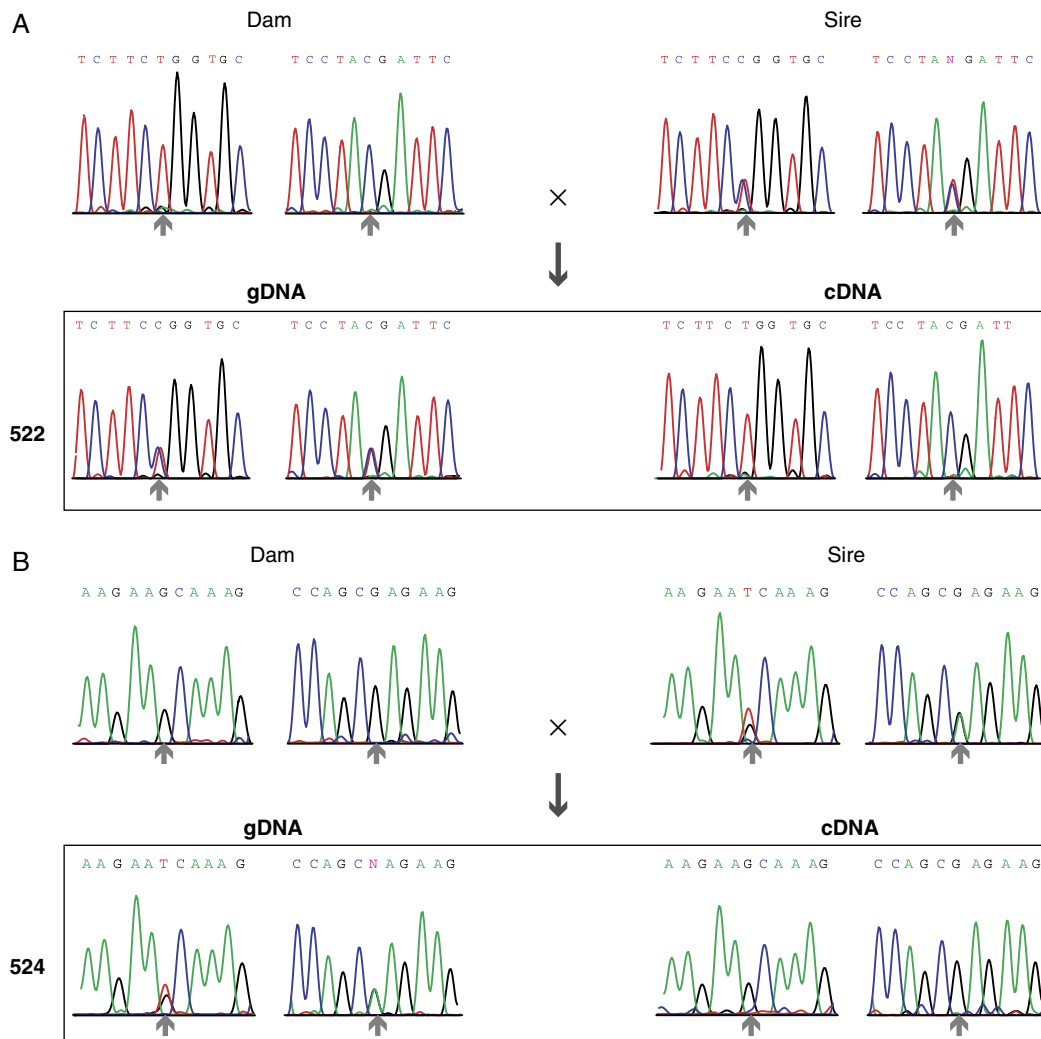 A
Dam
Sire
T C T T C T G G T G C
T C C T A C G A T T C
T C T T C C G G T G C
T C C T A N G A T T C
×
gDNA
cDNA
522
T C T T C C G G T G C
T C C T A C G A T T C
T C T T C T G G T G C
T C C T A C G A T T
B
Dam
Sire
A A G A A G C A A A G
C C A G C G A G A A G
A A G A A T C A A A G
C C A G C G A G A A G
×
gDNA
cDNA
524
A A G A A T C A A A G
C C A G C N A G A A G
A A G A A G C A A A G
C C A G C G A G A A G